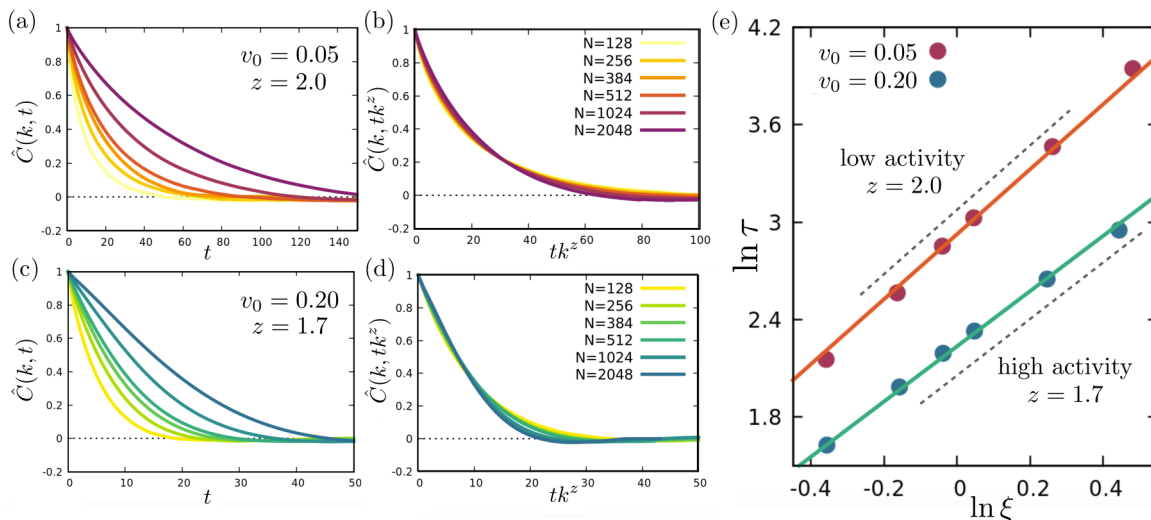 (a)
1
0.8
0.6
0.4
0.2
0
-0.2
Ĉ(k, t)
v₀ = 0.05
z = 2.0
0 20 40 60 80 100 120 140
t
(b)
1
0.8
0.6
0.4
0.2
0
-0.2
Ĉ(k, tk^z)
N=128
N=256
N=384
N=512
N=1024
N=2048
0 20 40 60 80 100
tk^z
(c)
1
0.8
0.6
0.4
0.2
0
-0.2
Ĉ(k, t)
v₀ = 0.20
z = 1.7
0 10 20 30 40 50
t
(d)
1
0.8
0.6
0.4
0.2
0
-0.2
Ĉ(k, tk^z)
N=128
N=256
N=384
N=512
N=1024
N=2048
0 10 20 30 40 50
tk^z
(e)
4.2
3.6
3
2.4
1.8
ln τ
v₀ = 0.05
v₀ = 0.20
low activity
z = 2.0
high activity
z = 1.7
-0.4 -0.2 0 0.2 0.4
ln ξ